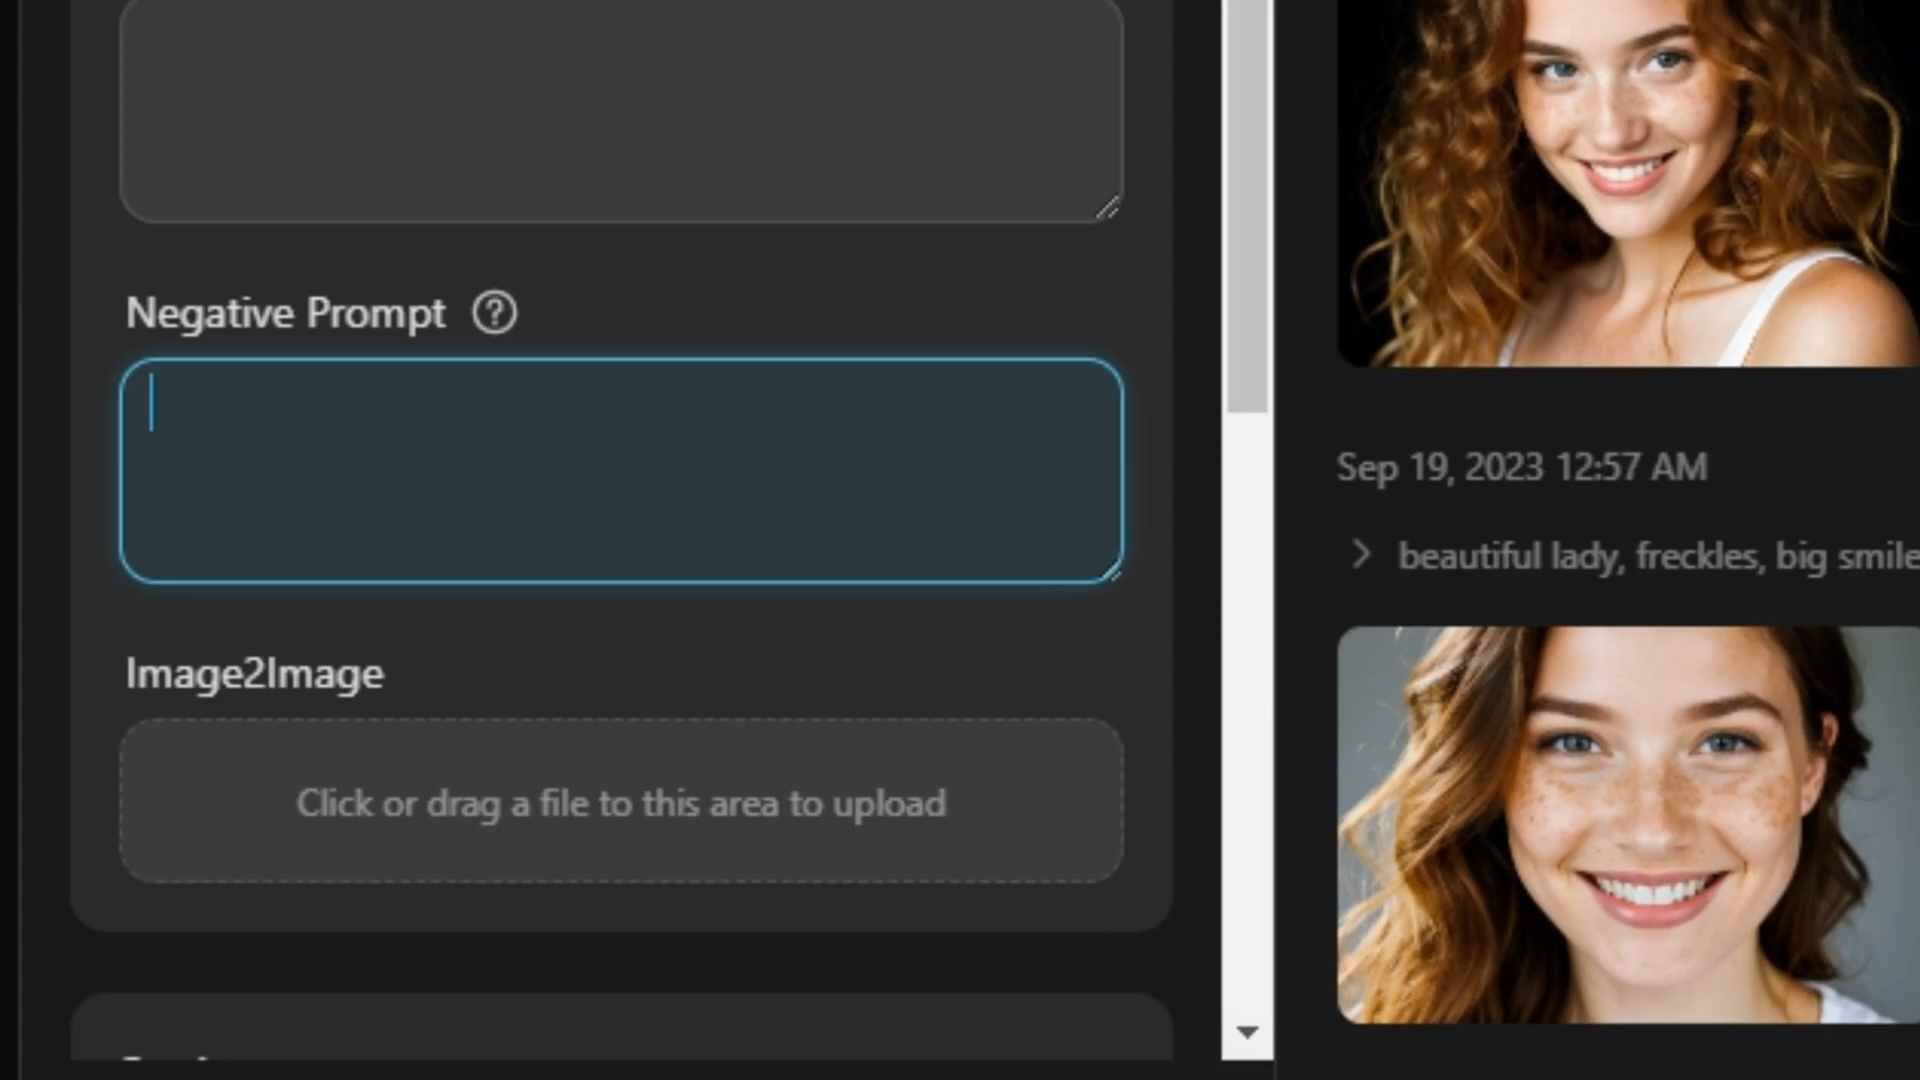 Negative Prompt ?
Image2Image
Click or drag a file to this area to upload
Sep 19, 2023 12:57 AM
beautiful lady, freckles, big smile